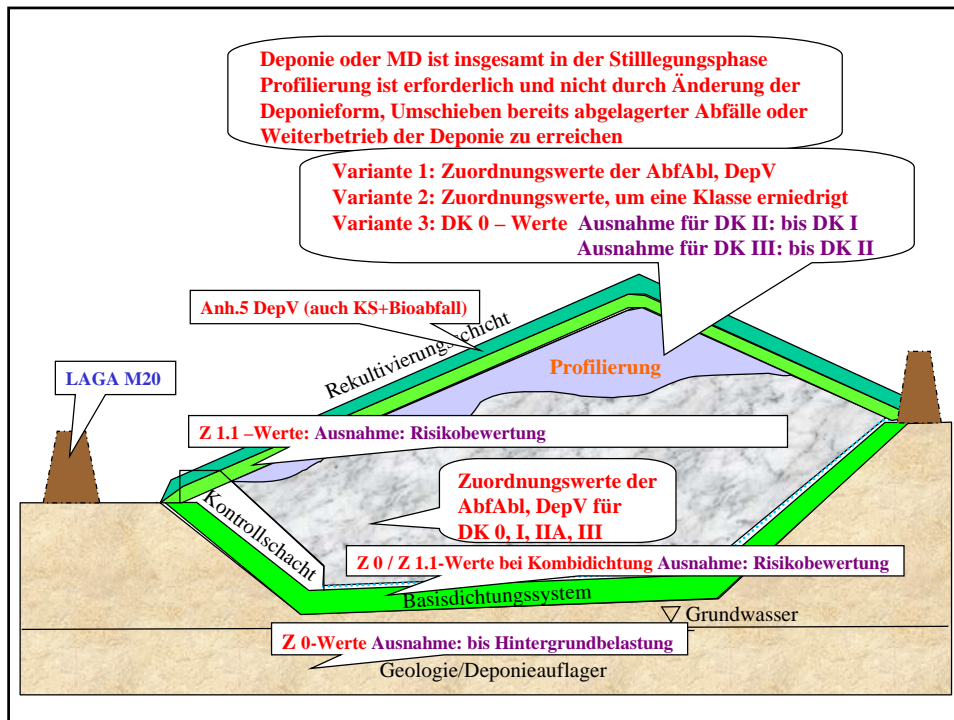 Deponie oder MD ist insgesamt in der Stilllegungsphase
Profilierung ist erforderlich und nicht durch Änderung der
Deponieform, Umschieben bereits abgelagerter Abfälle oder
Weiterbetrieb der Deponie zu erreichen
Variante 1: Zuordnungswerte der AbfAbl, DepV
Variante 2: Zuordnungswerte, um eine Klasse erniedrigt
Variante 3: DK 0 – Werte Ausnahme für DK II: bis DK I
Ausnahme für DK III: bis DK II
Anh.5 DepV (auch KS+Bioabfall)
Rekultivierungsschicht
LAGA M20
Profilierung
Z 1.1 –Werte: Ausnahme: Risikobewertung
Kontrollschacht
Zuordnungswerte der
AbfAbl, DepV für
DK 0, I, IIA, III
Z 0 / Z 1.1-Werte bei Kombidichtung Ausnahme: Risikobewertung
Basisdichtungssystem
Grundwasser
Z 0-Werte Ausnahme: bis Hintergrundbelastung
Geologie/Deponieauflager